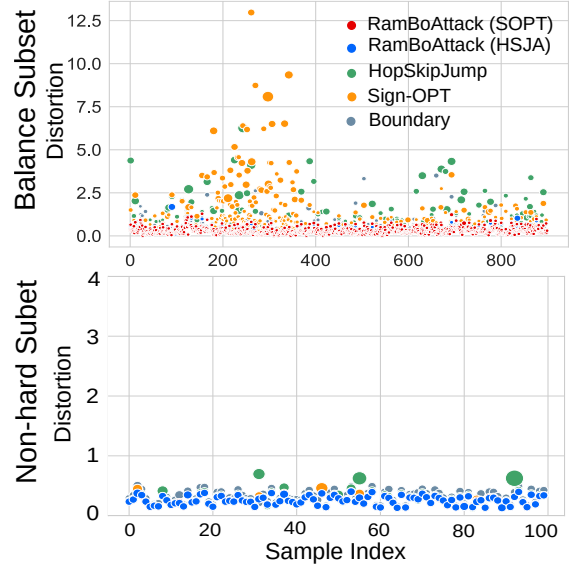 Balance Subset
Distortion
12.5
10.0
7.5
5.0
2.5
0.0
RamBoAttack (SOPT)
RamBoAttack (HSJA)
HopSkipJump
Sign-OPT
Boundary
0 200 400 600 800
Non-hard Subet
Distortion
4
3
2
1
0
0 20 40 60 80 100
Sample Index